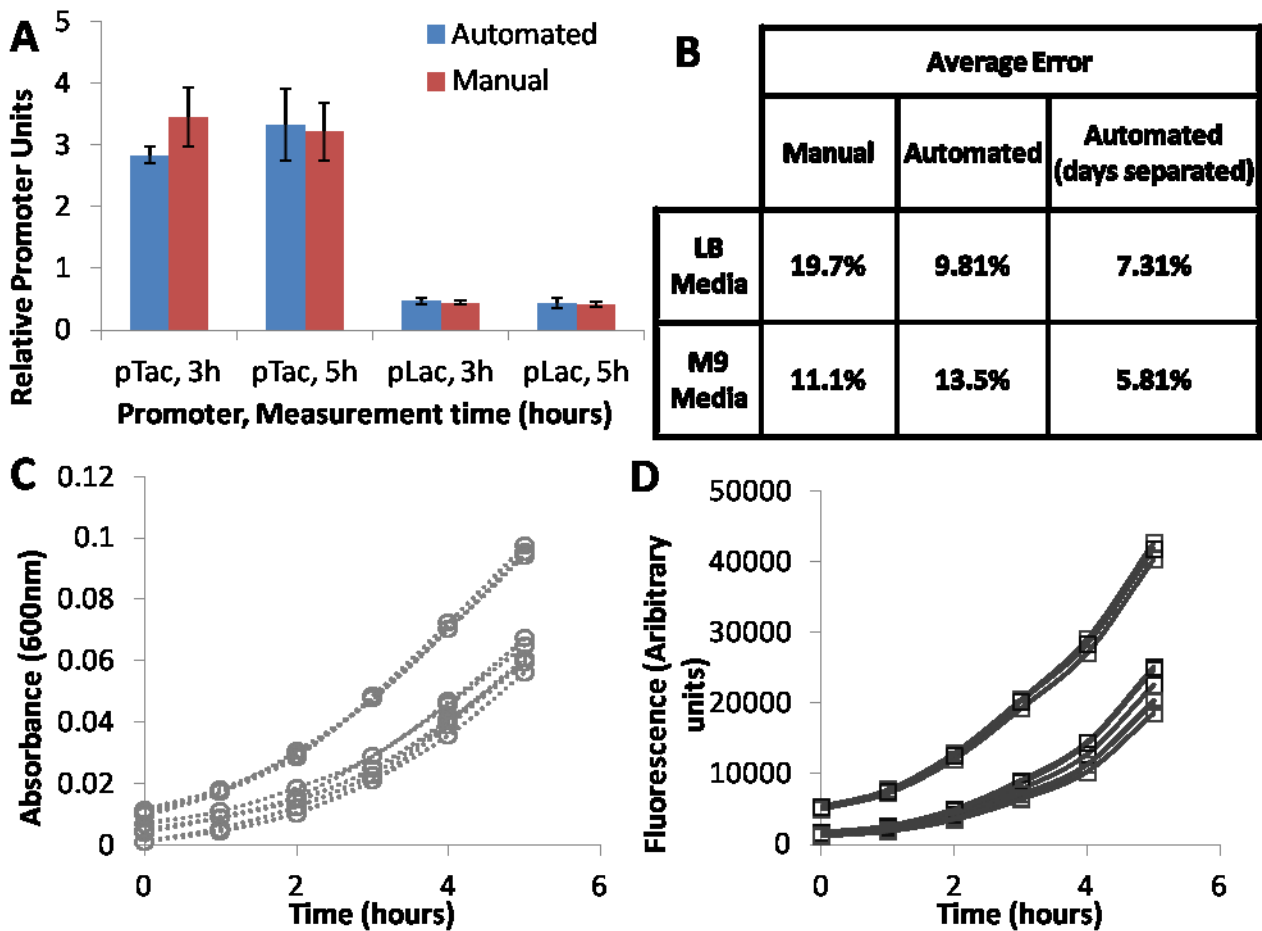 A
5
4
3
2
1
0
Relative Promoter Units
Automated
Manual
pTac, 3h pTac, 5h pLac, 3h pLac, 5h
Promoter, Measurement time (hours)
B
Average Error
Manual Automated Automated
(days separated)
LB
Media 19.7% 9.81% 7.31%
M9
Media 11.1% 13.5% 5.81%
C
0.12
0.1
0.08
0.06
0.04
0.02
0
Absorbance (600nm)
0 2 4 6
Time (hours)
D
50000
40000
30000
20000
10000
0
Fluorescence (Aribitrary
units)
0 2 4 6
Time (hours)